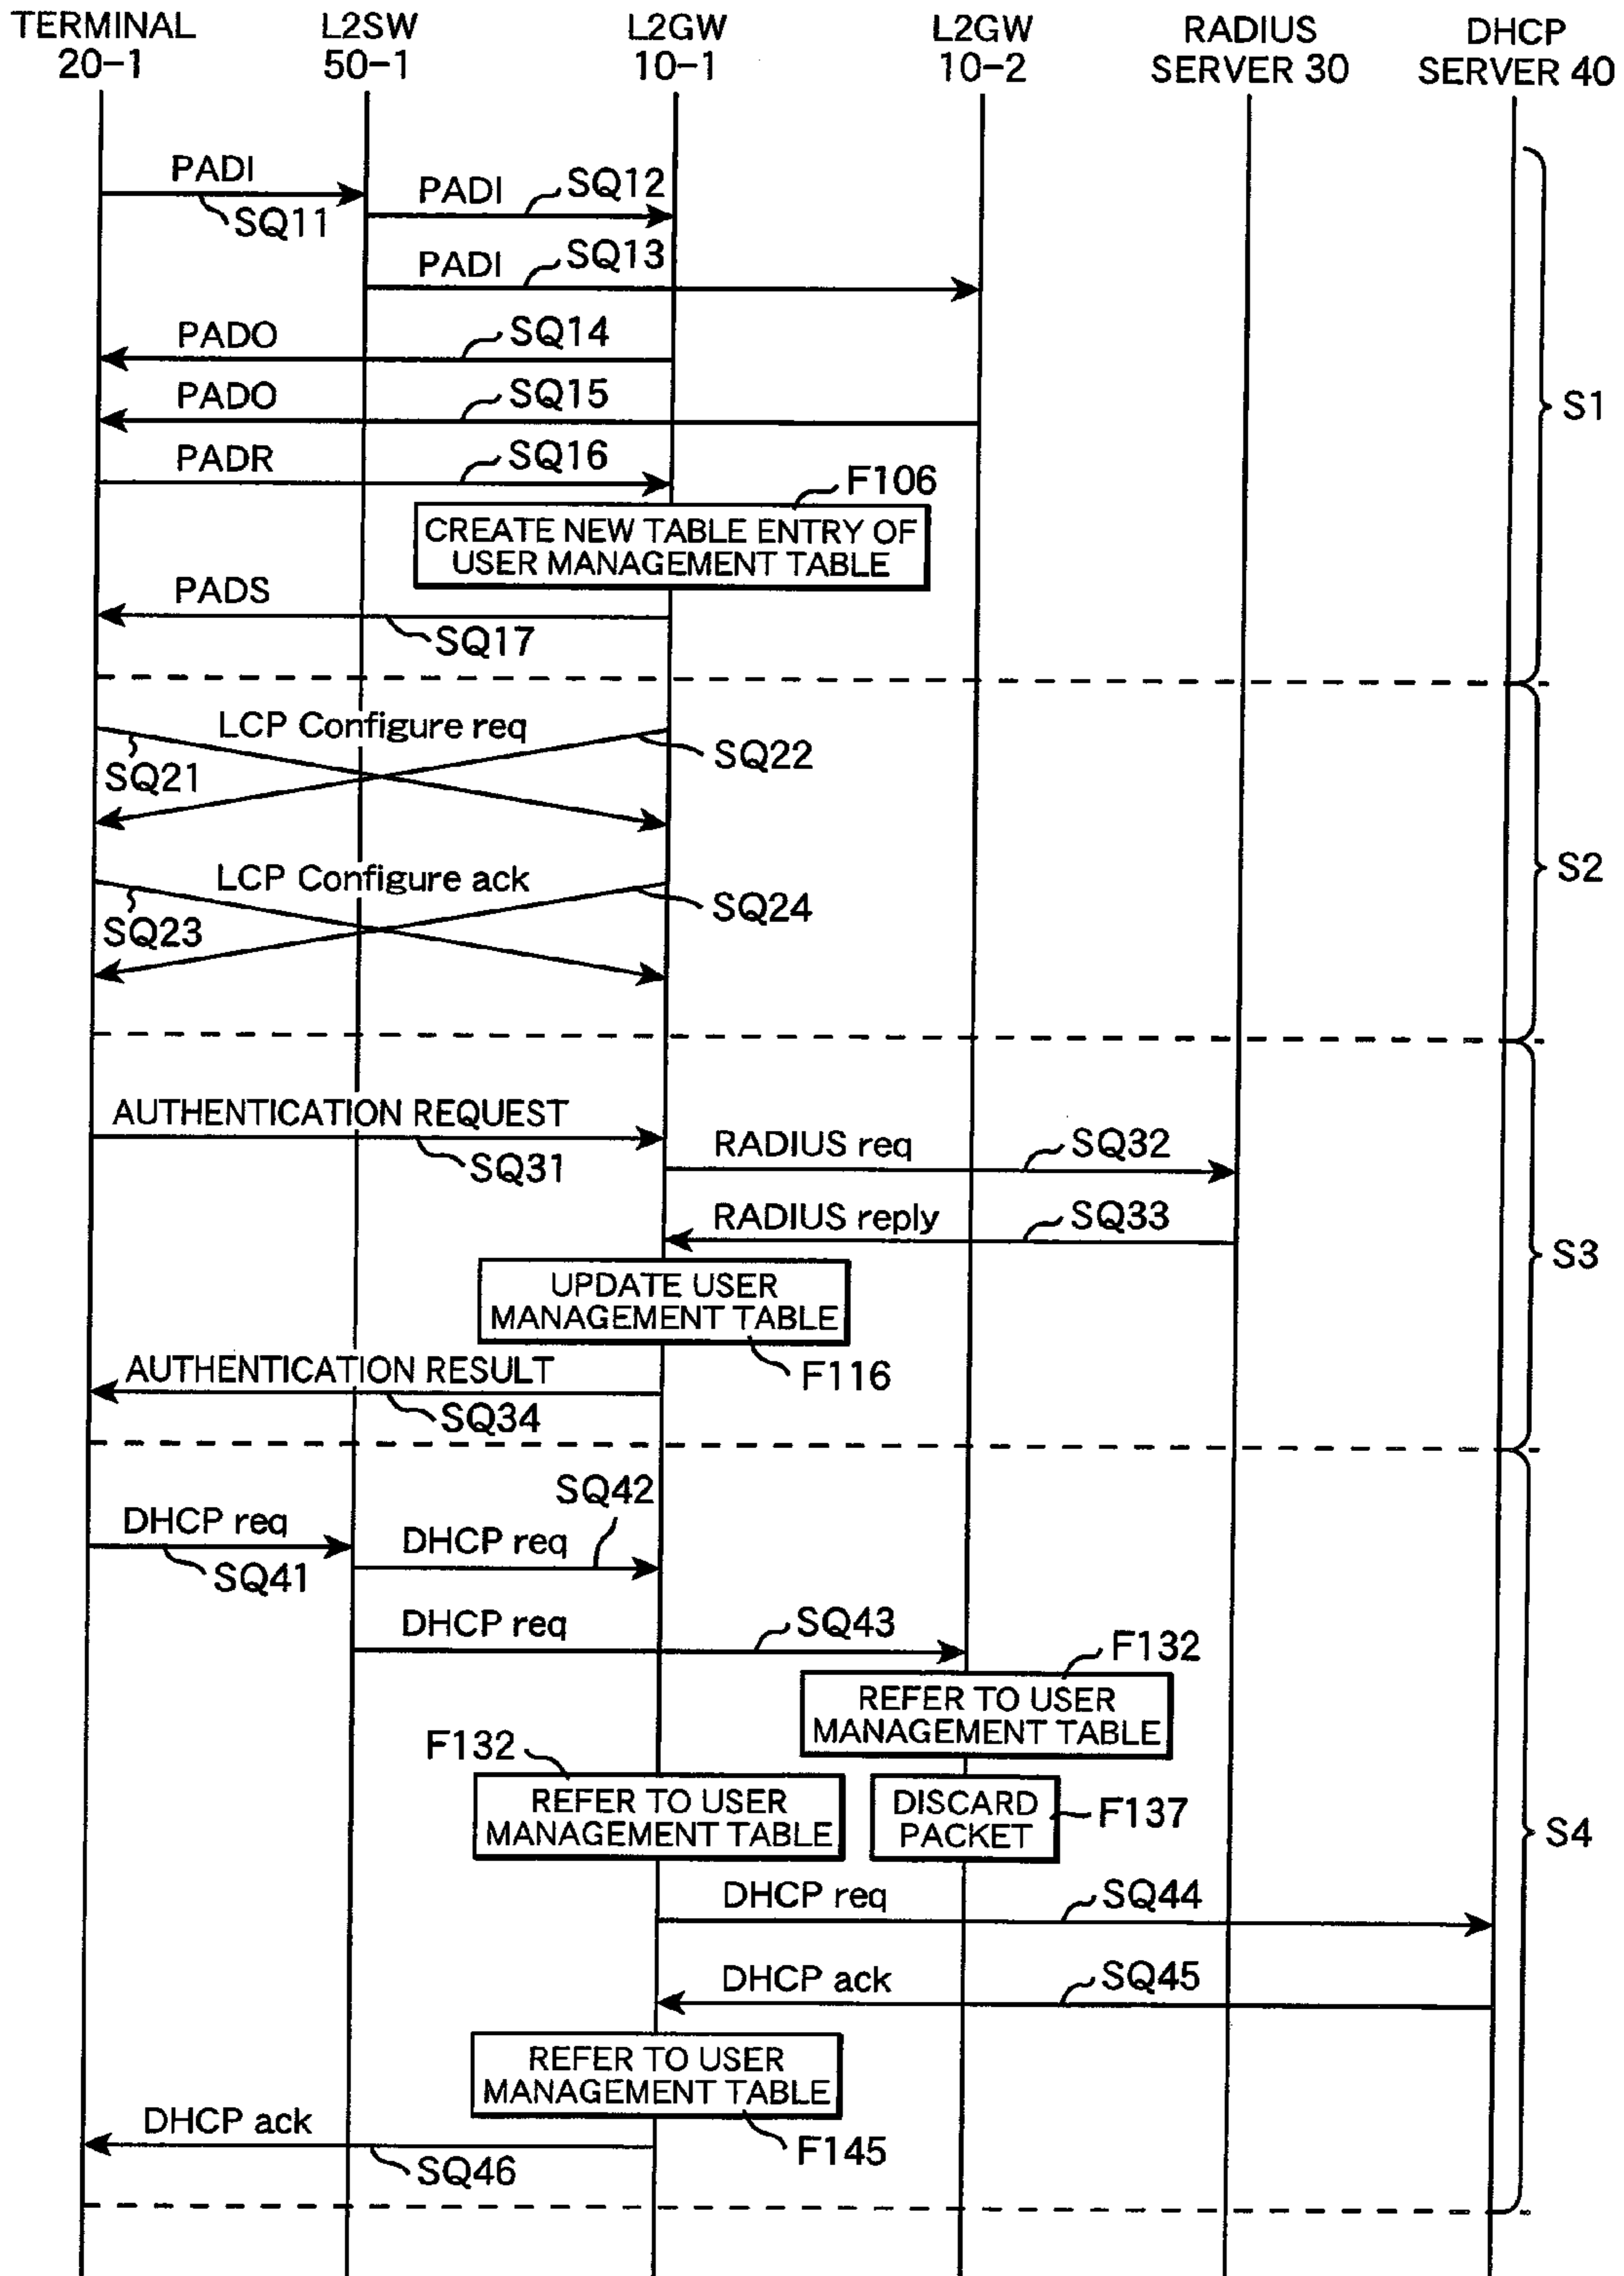 TERMINAL
20-1
L2SW
50-1
L2GW
10-1
L2GW
10-2
RADIUS
SERVER 30
DHCP
SERVER 40
PADI
SQ11
PADI
SQ12
PADI
SQ13
PADO
SQ14
PADO
SQ15
S1
PADR
SQ16
F106
CREATE NEW TABLE ENTRY OF
USER MANAGEMENT TABLE
PADS
SQ17
LCP Configure req
SQ21
SQ22
LCP Configure ack
S2
SQ23
SQ24
AUTHENTICATION REQUEST
SQ31
RADIUS req
SQ32
RADIUS reply
SQ33
S3
UPDATE USER
MANAGEMENT TABLE
F116
AUTHENTICATION RESULT
SQ34
SQ42
DHCP req
SQ41
DHCP req
DHCP req
SQ43
F132
REFER TO USER
MANAGEMENT TABLE
F132
REFER TO USER
MANAGEMENT TABLE
DISCARD
PACKET
F137
S4
DHCP req
SQ44
DHCP ack
SQ45
REFER TO USER
MANAGEMENT TABLE
F145
DHCP ack
SQ46